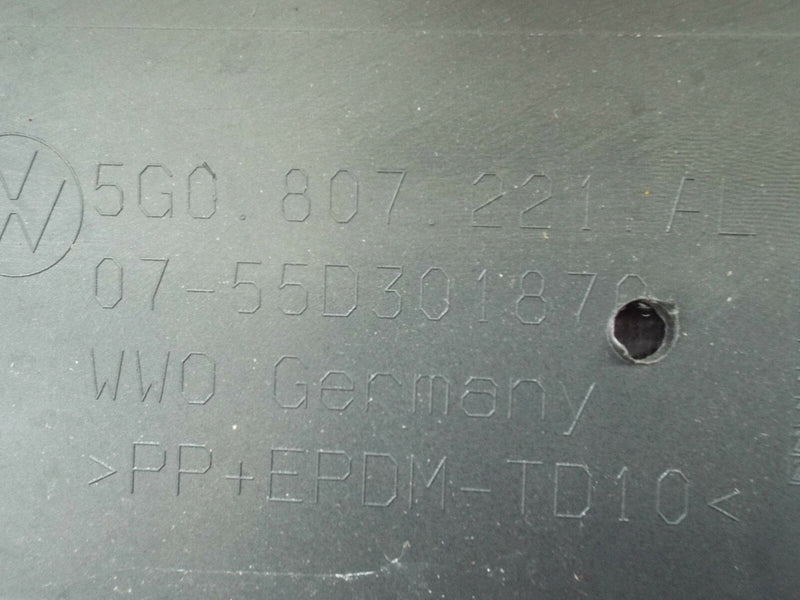 5G0.807.221.AL
07-55D301870
WWO Germany
>PP+EPDM-TD10<